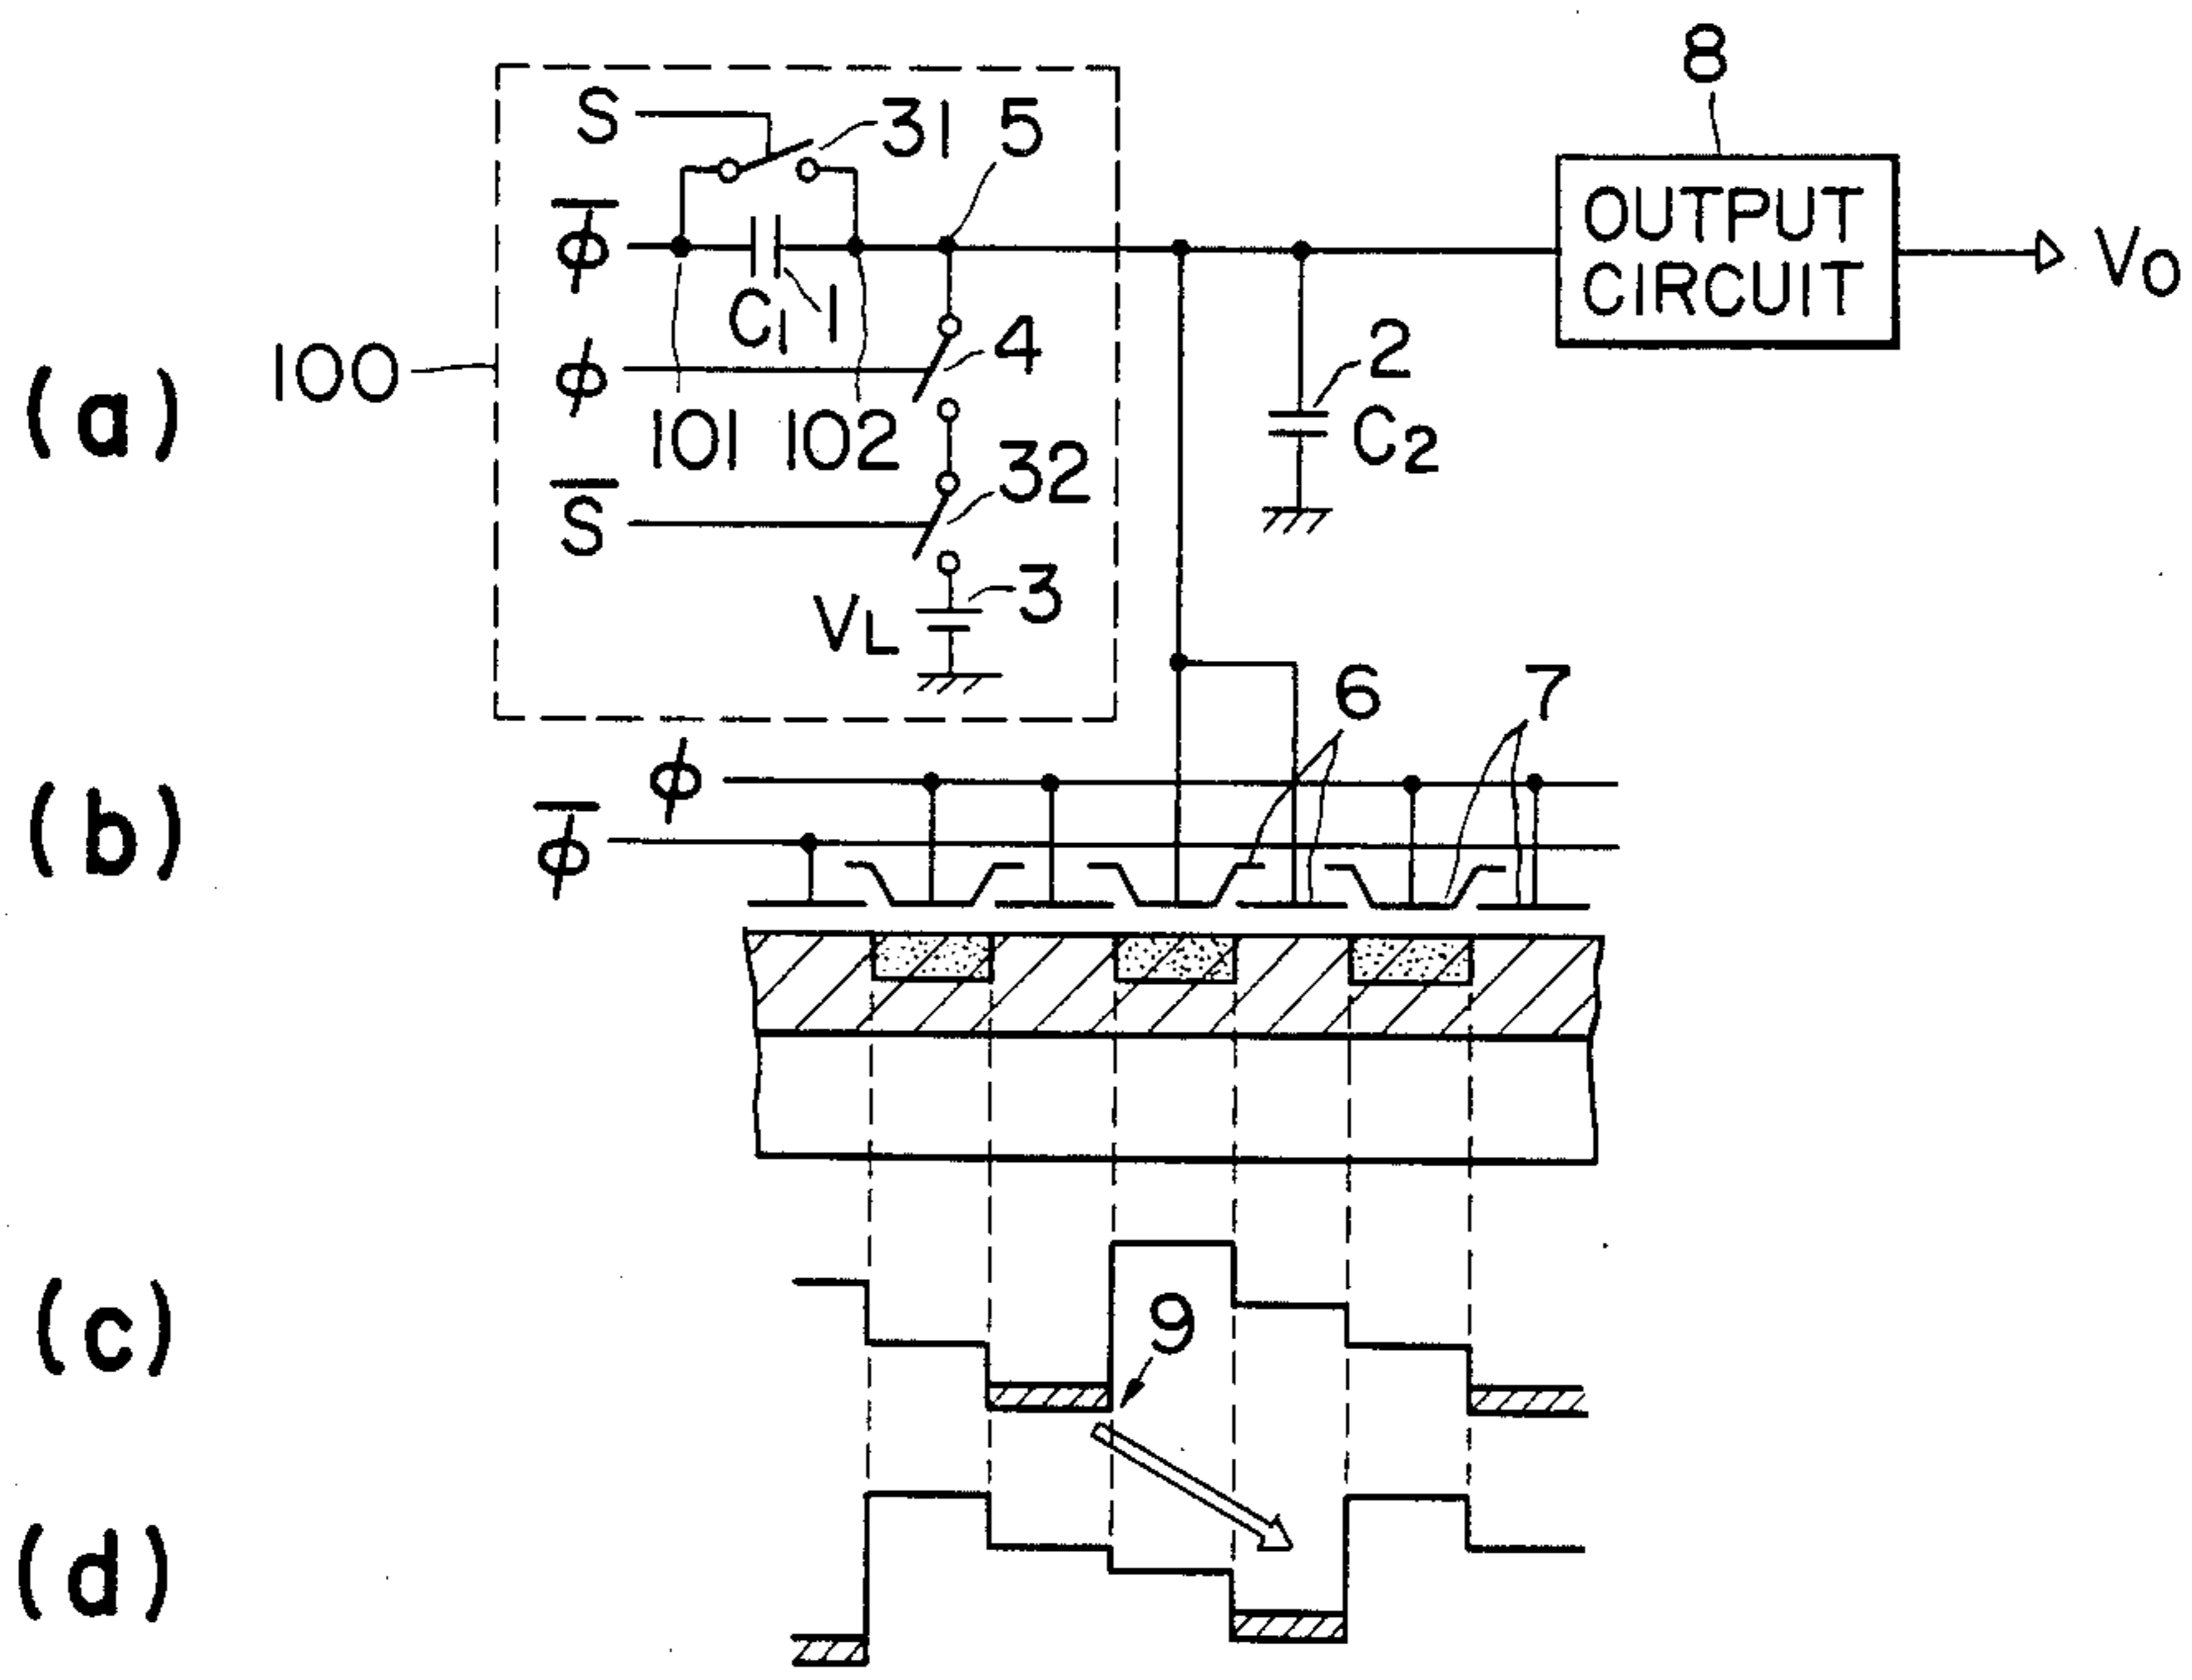 8
S 31 5
OUTPUT
CIRCUIT
V0
ϕ̅
C1 1
ϕ 4
2
C2
100
(a)
101 102
S̅ 32
VL 3
6 7
(b)
ϕ
ϕ̅
(c)
9
(d)